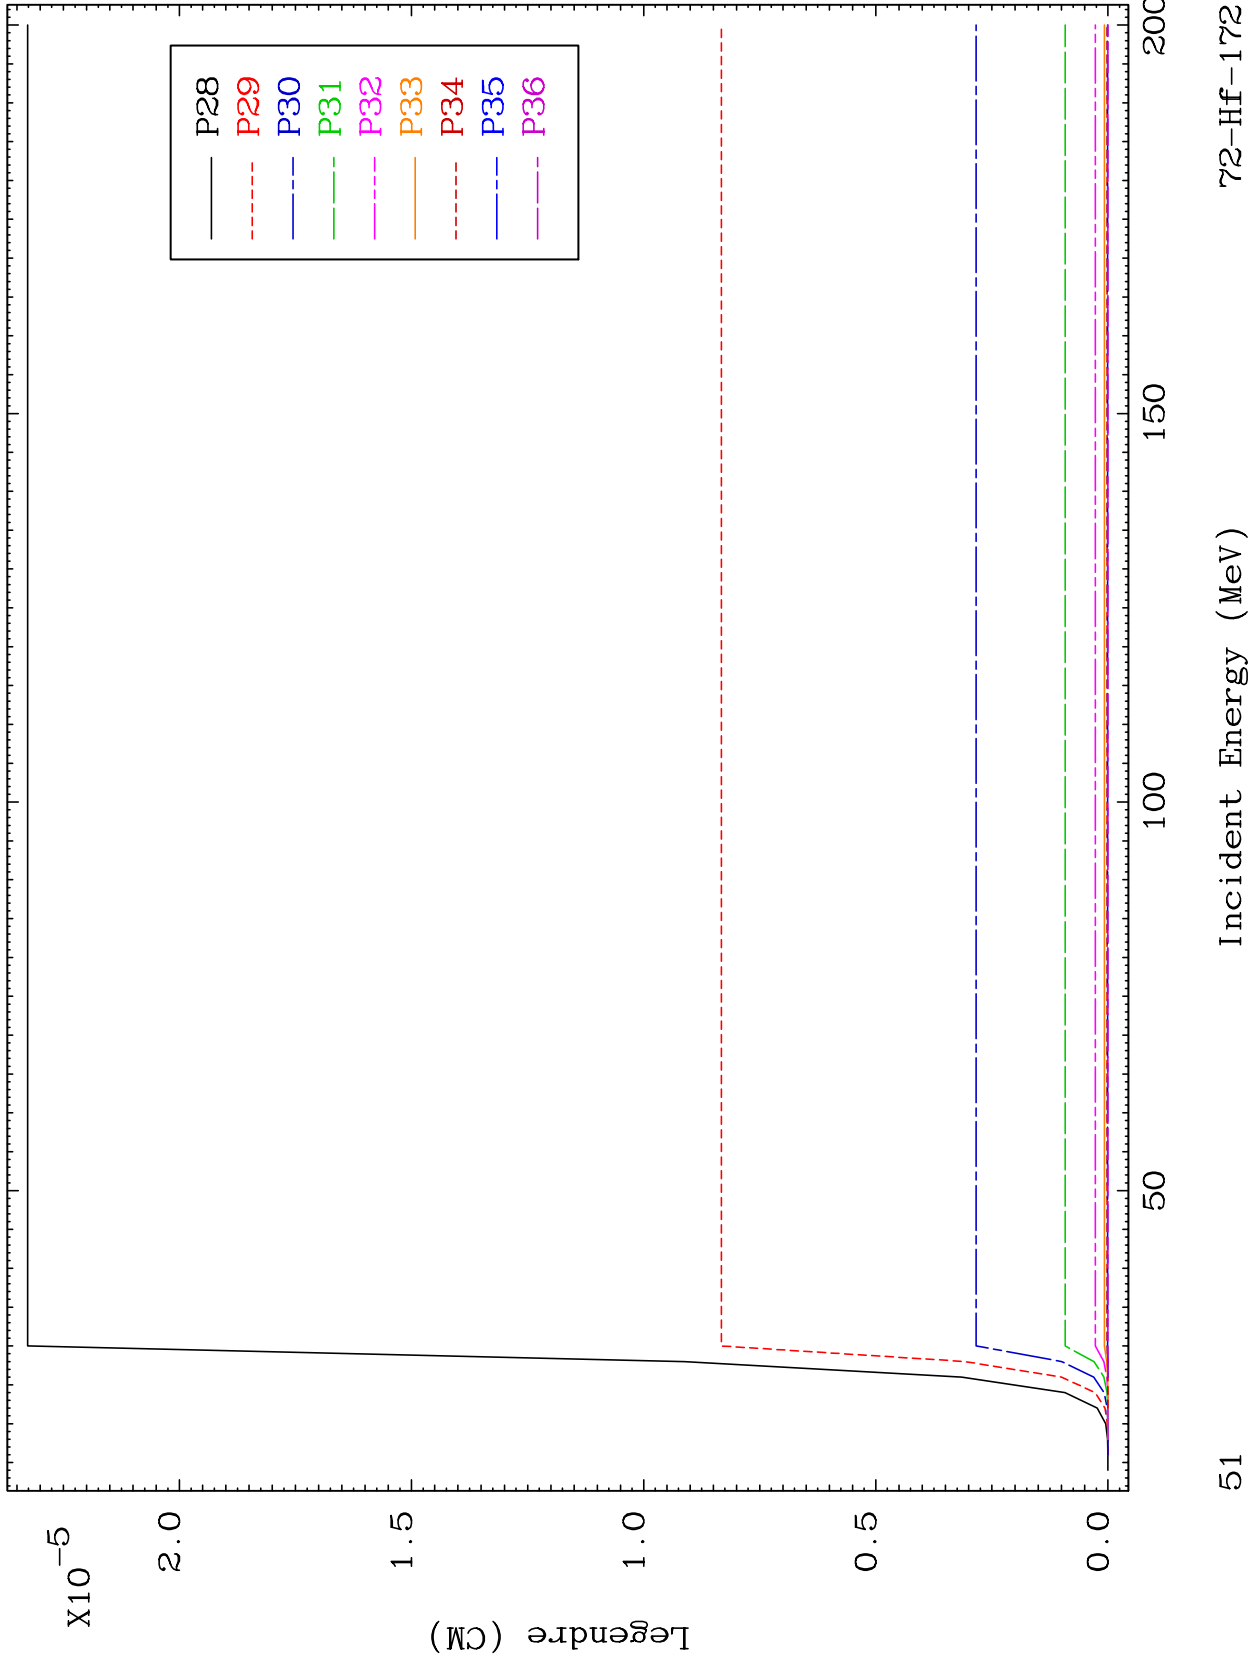 X10-5
2.0
1.5
1.0
0.5
0.0
Legendre (CM)
P28
P29
P30
P31
P32
P33
P34
P35
P36
50
100
150
200
51
Incident Energy (MeV)
72-Hf-172